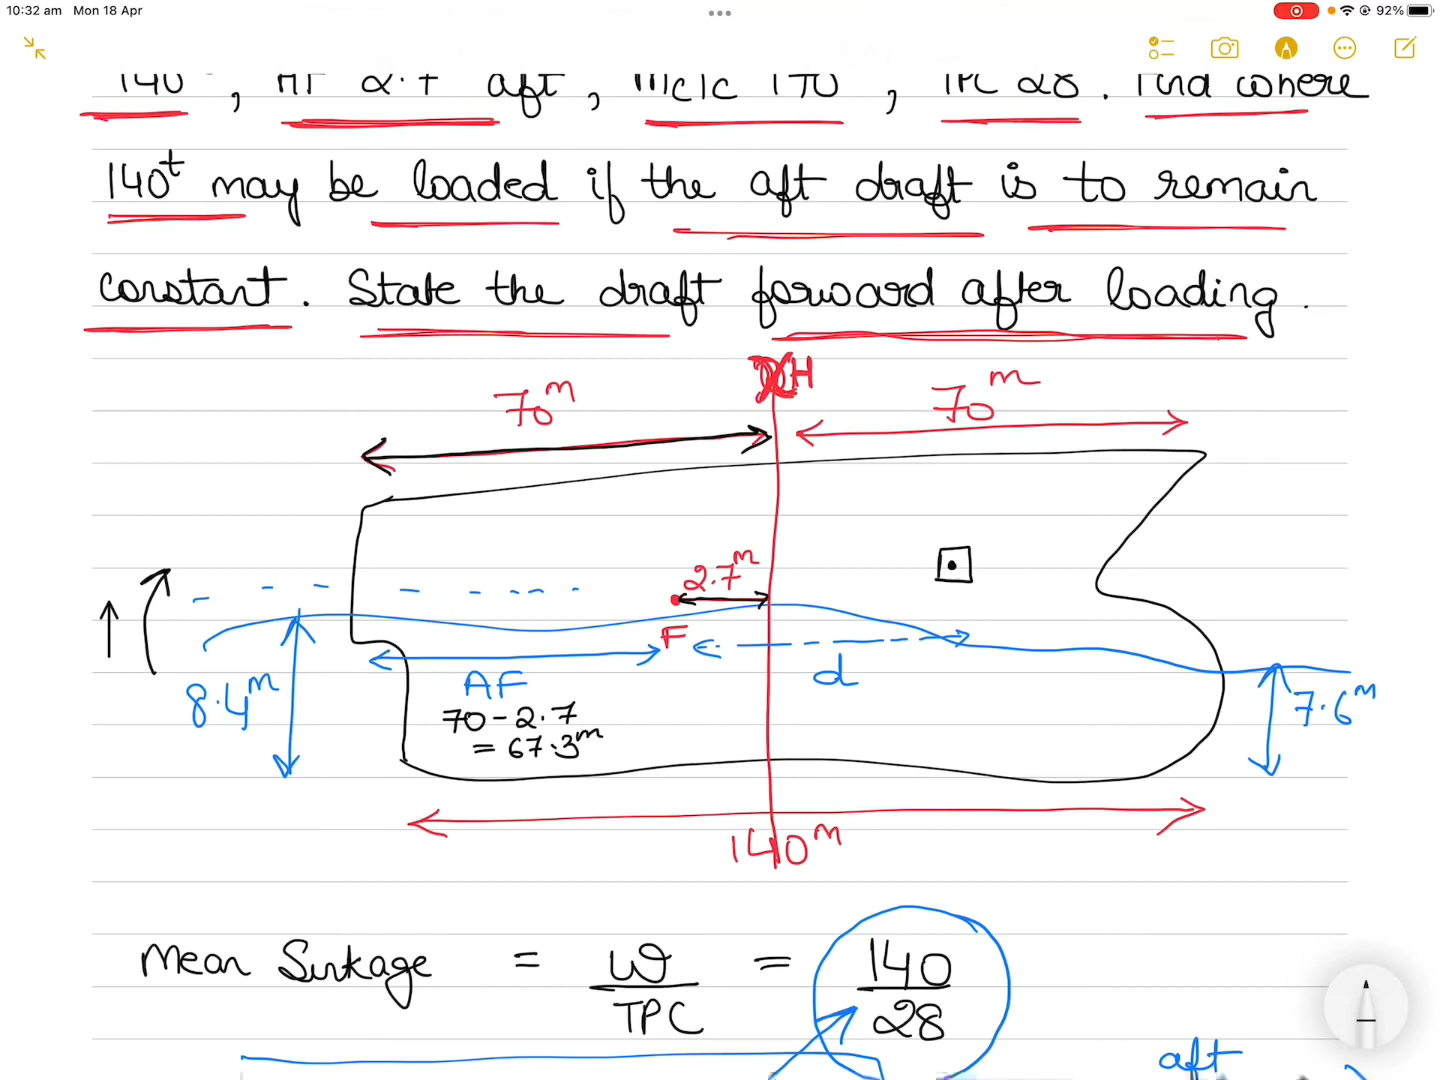 10:32 am Mon 18 Apr
92%
140t may be loaded if the aft draft is to remain
constant. State the draft forward after loading.
70m
70m
2.7m
F
d
AF
8.4m
7.6m
70-2.7
= 67.3m
140m
Mean Sinkage = W/TPC = 140/28
aft